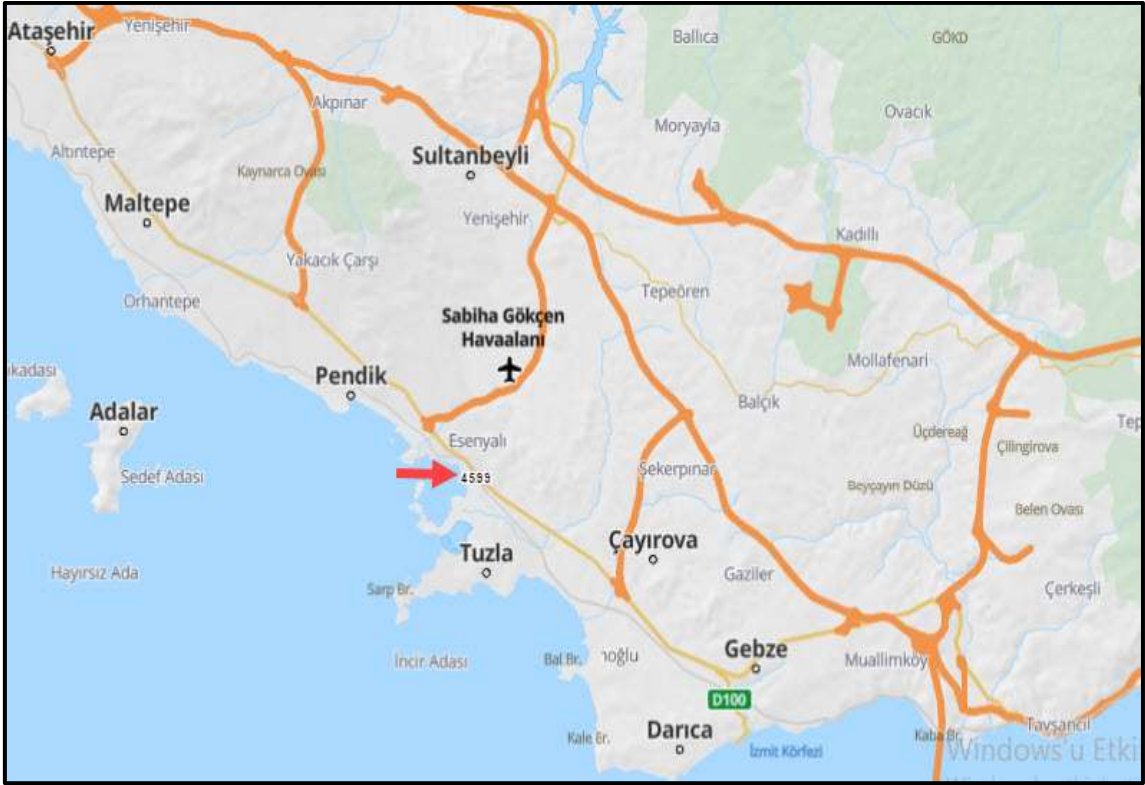 Yenişehir
Ataşehir
Ballıca
GÖKD
Akpınar
Ovacık
Moryayla
Altıntepe
Sultanbeyli
Kaynarca Ovası
Maltepe
Yenişehir
Kadıllı
Yakacık Çarşı
Tepeören
Orhantepe
Sabiha Gökçen
Havaalanı
Mollafenari
ıkadası
Pendik
Balçık
Adalar
Tep
Üçdereağ
Esenyalı
Çilingirova
Şekerpınar
Sedef Adası
4599
Beyçayın Düzü
Belen Ovası
Çayırova
Tuzla
Hayırsız Ada
Gaziler
Sarp Br.
Çerkeşli
Gebze
İncir Adası
Bal Br.
noğlu
Muallimköy
D100
Tavşancıl
Darıca
Kale Br.
Kaba Br.
İzmit Körfezi
Windows'u Etki